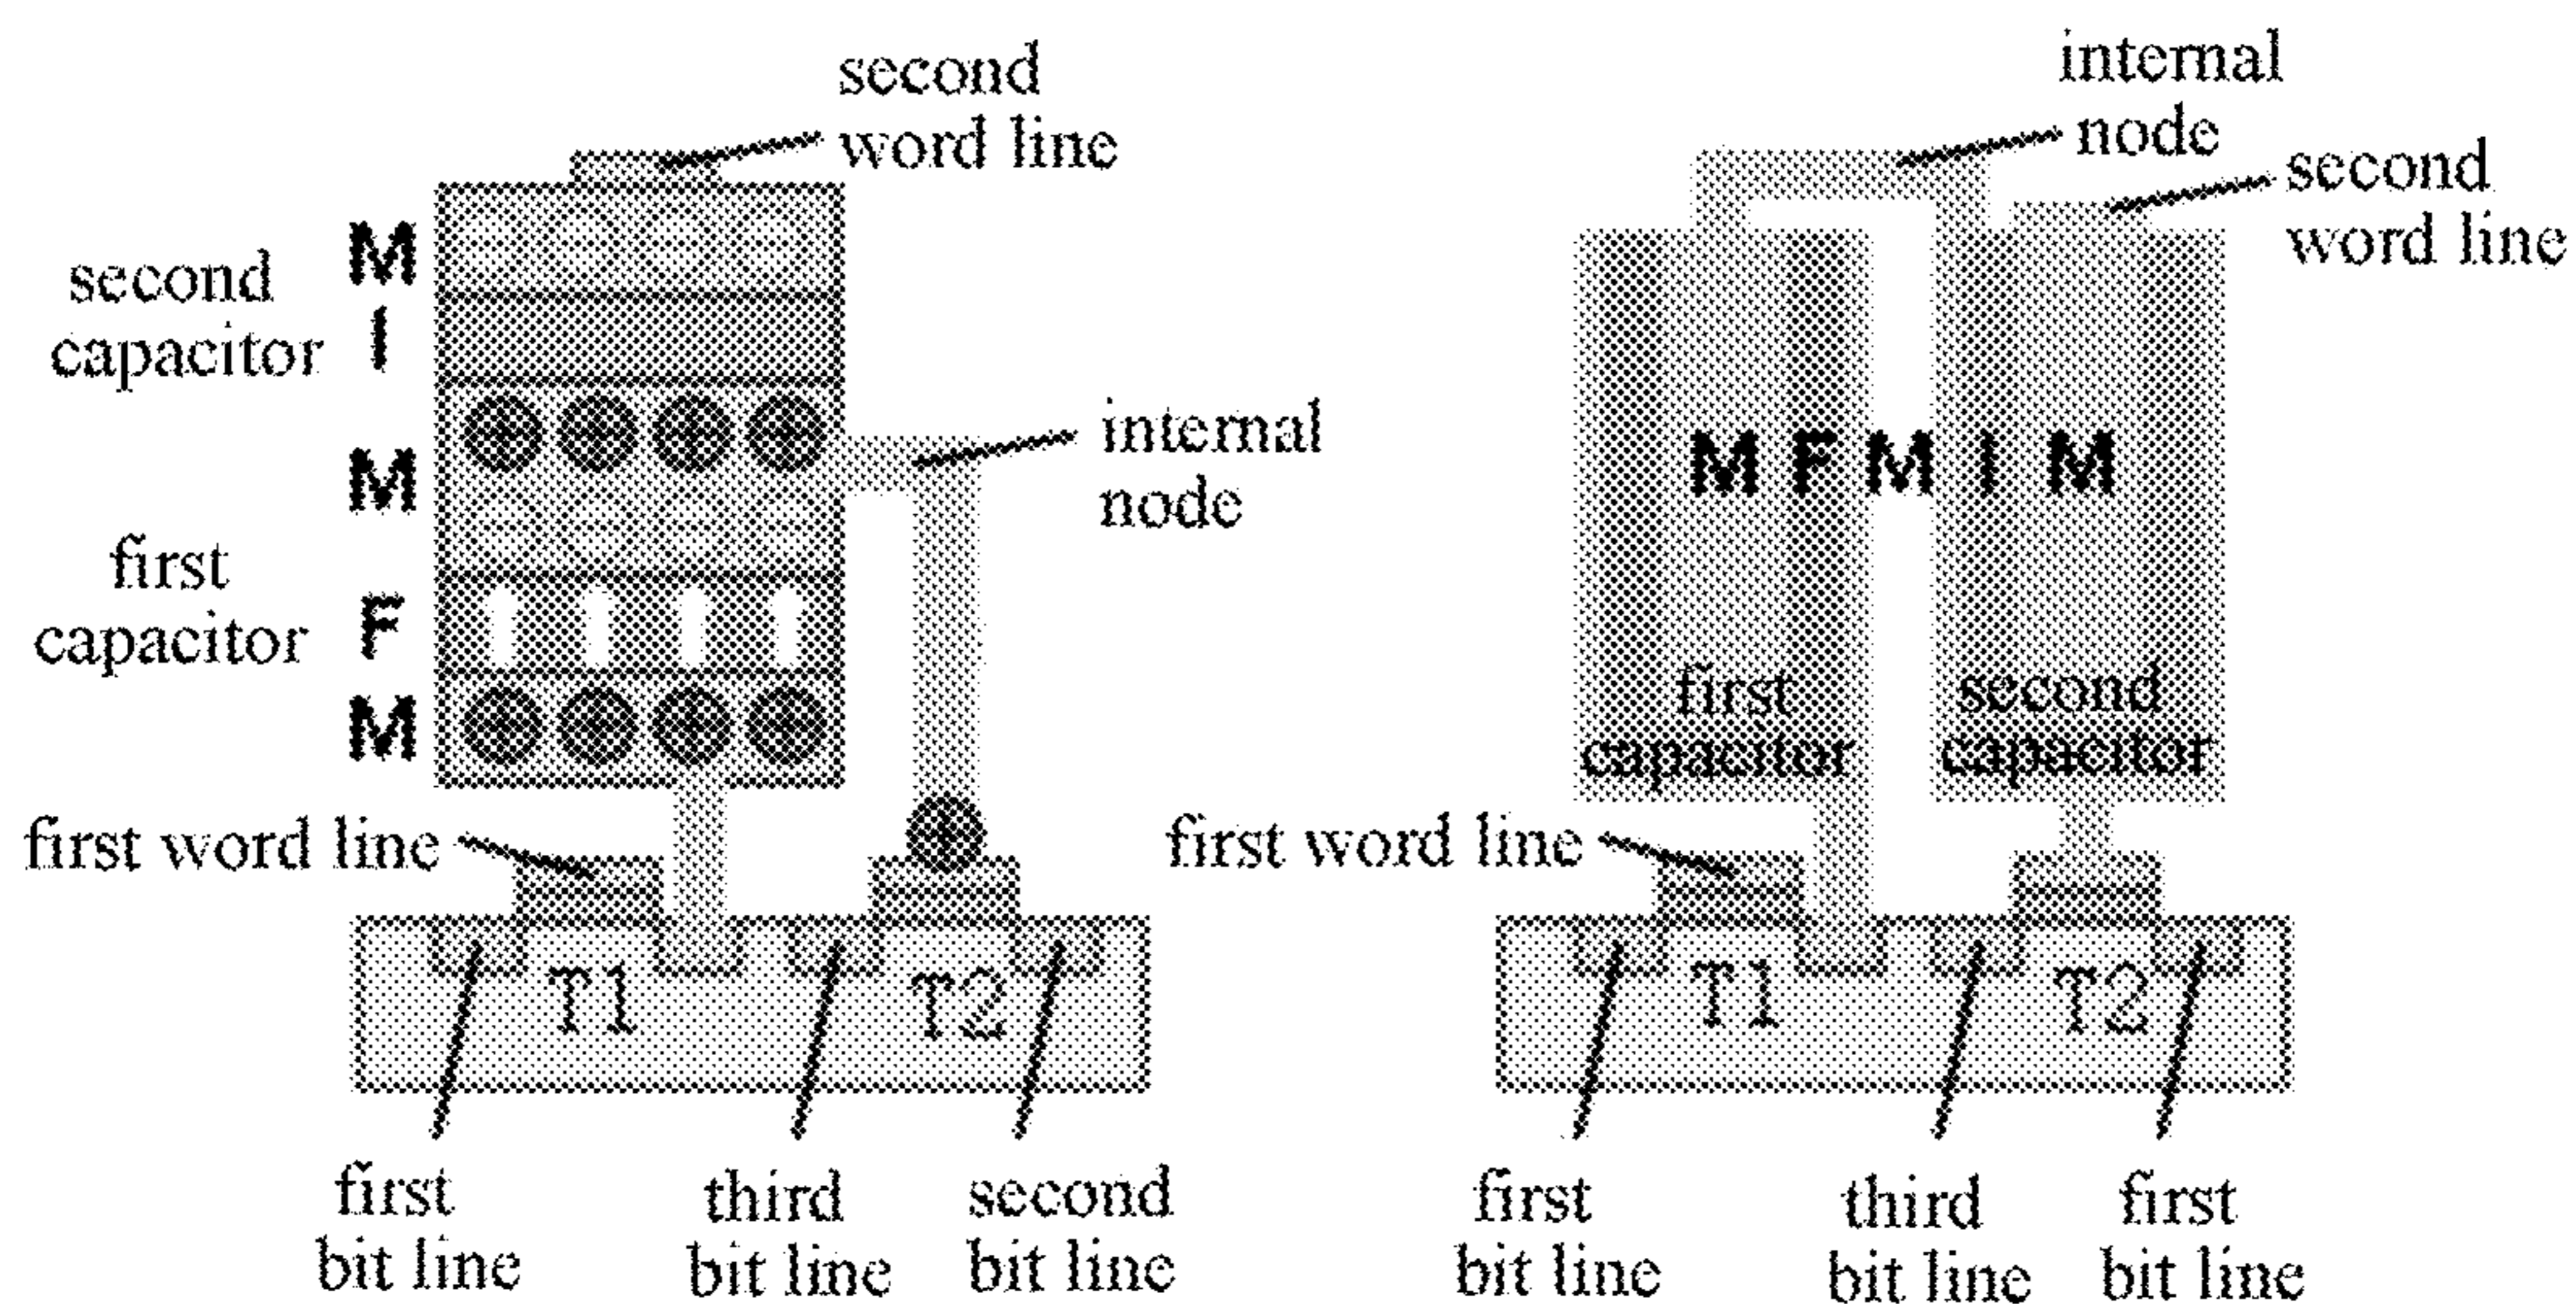 second
word line
M
second
capacitor
I
M
internal
node
first
capacitor
F
M
first word line
T1
T2
first
bit line
third
bit line
second
bit line
internal
node
second
word line
M F M I M
first
capacitor
second
capacitor
first word line
T1
T2
first
bit line
third
bit line
first
bit line